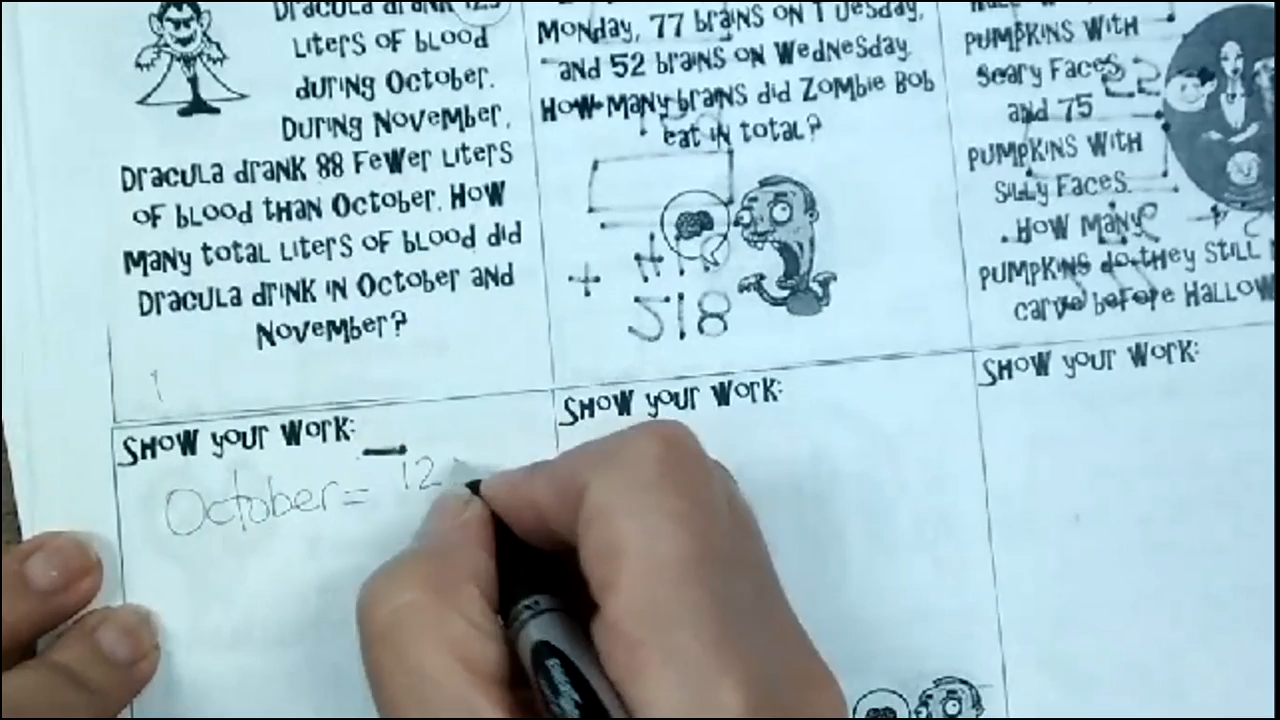 Dracula drank 123
Liters of blood
during October.
During November,
Dracula drank 88 fewer liters
of blood than October. How
many total liters of blood did
Dracula drink in October and
November?
Monday, 77 brains on Tuesday,
and 52 brains on Wednesday.
How many brains did Zombie Bob
eat in total?
+
518
Pumpkins with
Scary Faces
and 75
Pumpkins with
Silly Faces.
How Many
Pumpkins do they still
carve before
Show your work:
October= 12
Show your work:
Show your work: